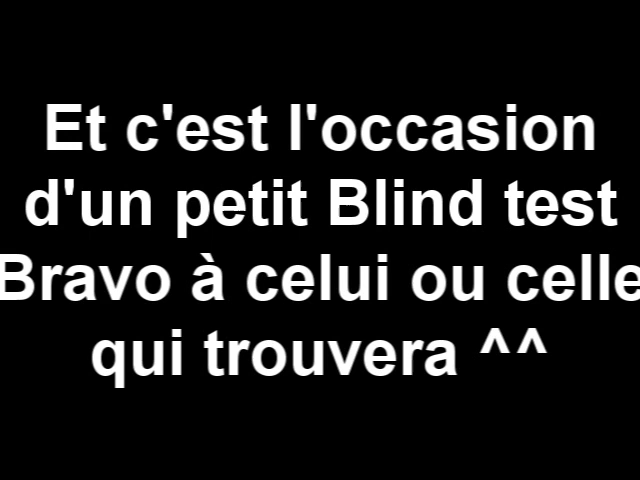 Et c'est l'occasion
d'un petit Blind test
Bravo à celui ou celle
qui trouvera ^^